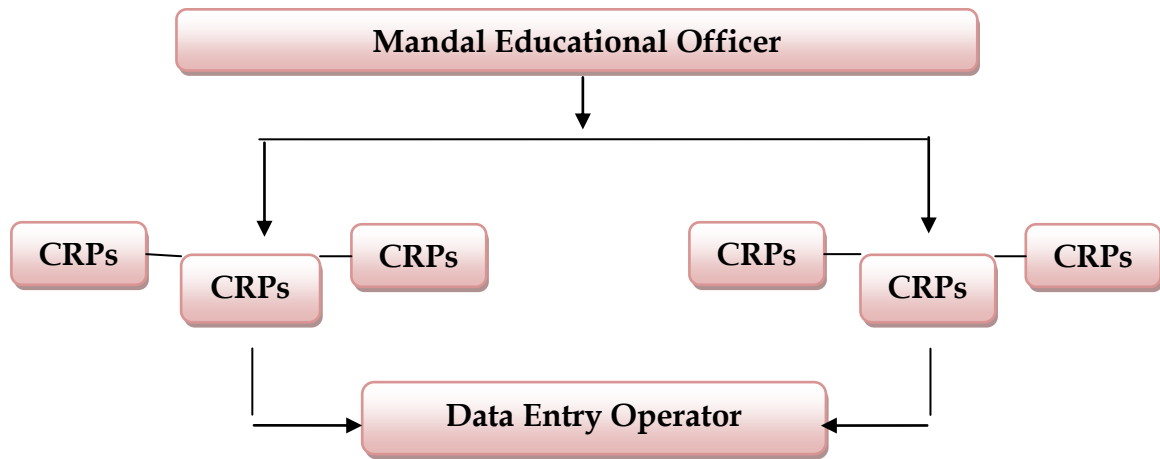 Mandal Educational Officer
CRPs
CRPs
CRPs
CRPs
CRPs
CRPs
Data Entry Operator